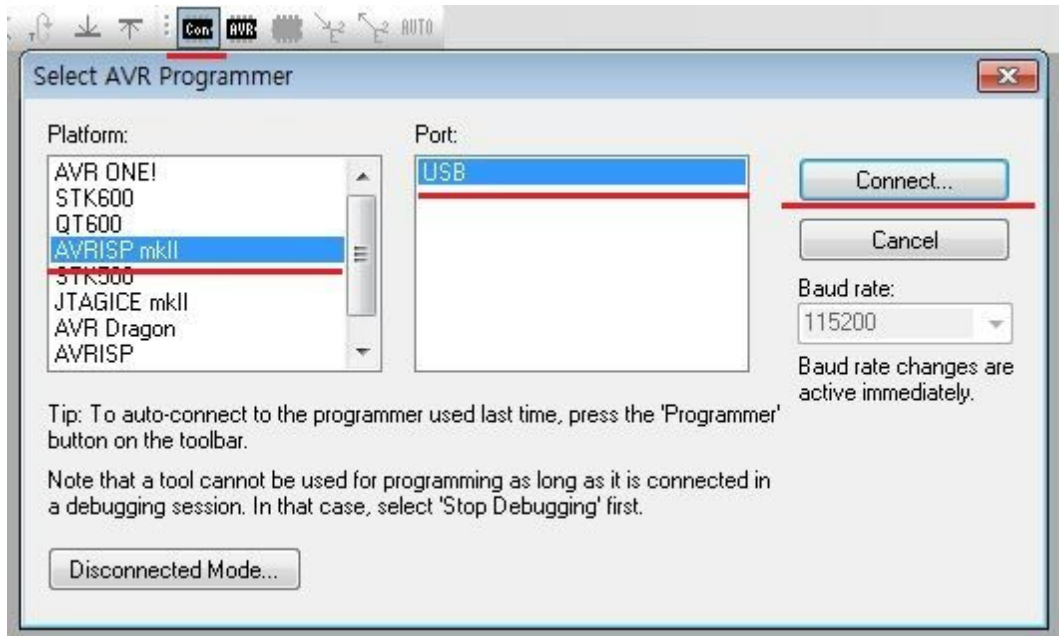 Con AVR E2 E2 AUTO
Select AVR Programmer
Platform:
Port:
AVR ONE!
STK600
QT600
AVRISP mkII
STK500
JTAGICE mkII
AVR Dragon
AVRISP
USB
Connect...
Cancel
Baud rate:
115200
Baud rate changes are
active immediately.
Tip: To auto-connect to the programmer used last time, press the 'Programmer'
button on the toolbar.
Note that a tool cannot be used for programming as long as it is connected in
a debugging session. In that case, select 'Stop Debugging' first.
Disconnected Mode...